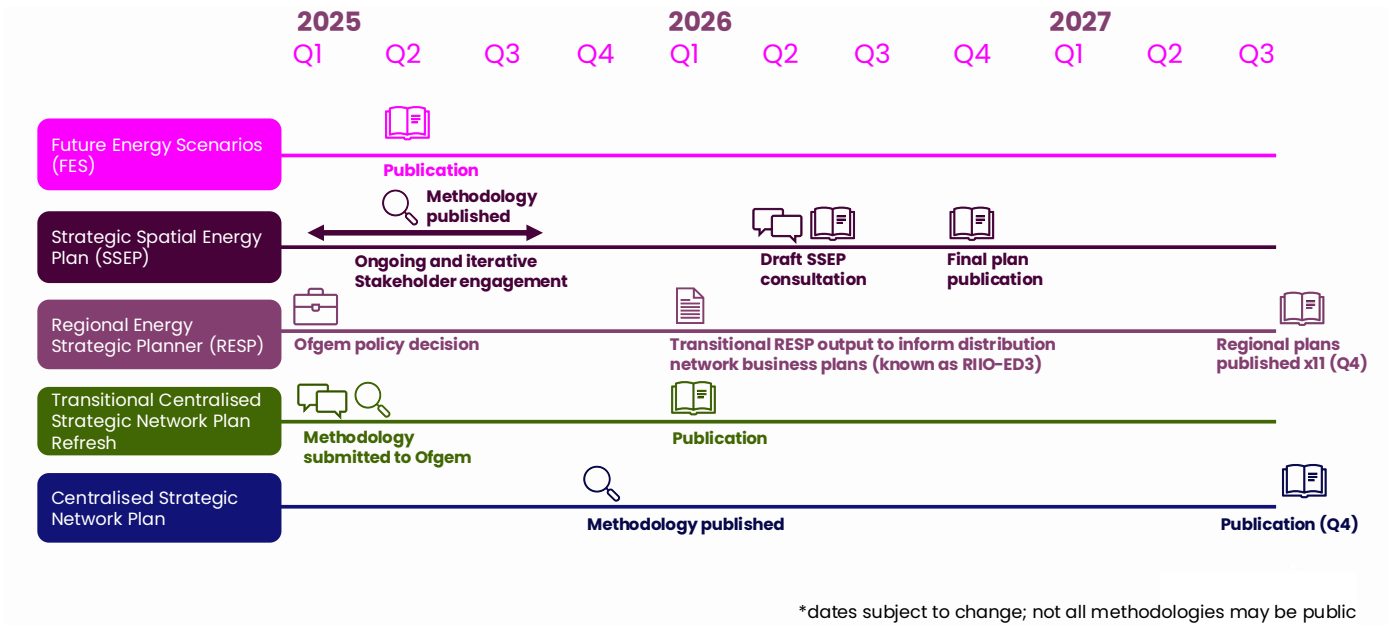 2025 2026 2027
Q1 Q2 Q3 Q4 Q1 Q2 Q3 Q4 Q1 Q2 Q3
Future Energy Scenarios
(FES)
Publication
Strategic Spatial Energy
Plan (SSEP)
Methodology
published
Ongoing and iterative
Stakeholder engagement
Draft SSEP
consultation
Final plan
publication
Regional Energy
Strategic Planner (RESP)
Ofgem policy decision
Transitional RESP output to inform distribution
network business plans (known as RIIO-ED3)
Regional plans
published x11 (Q4)
Transitional Centralised
Strategic Network Plan
Refresh
Methodology
submitted to Ofgem
Publication
Centralised Strategic
Network Plan
Methodology published
Publication (Q4)
*dates subject to change; not all methodologies may be public